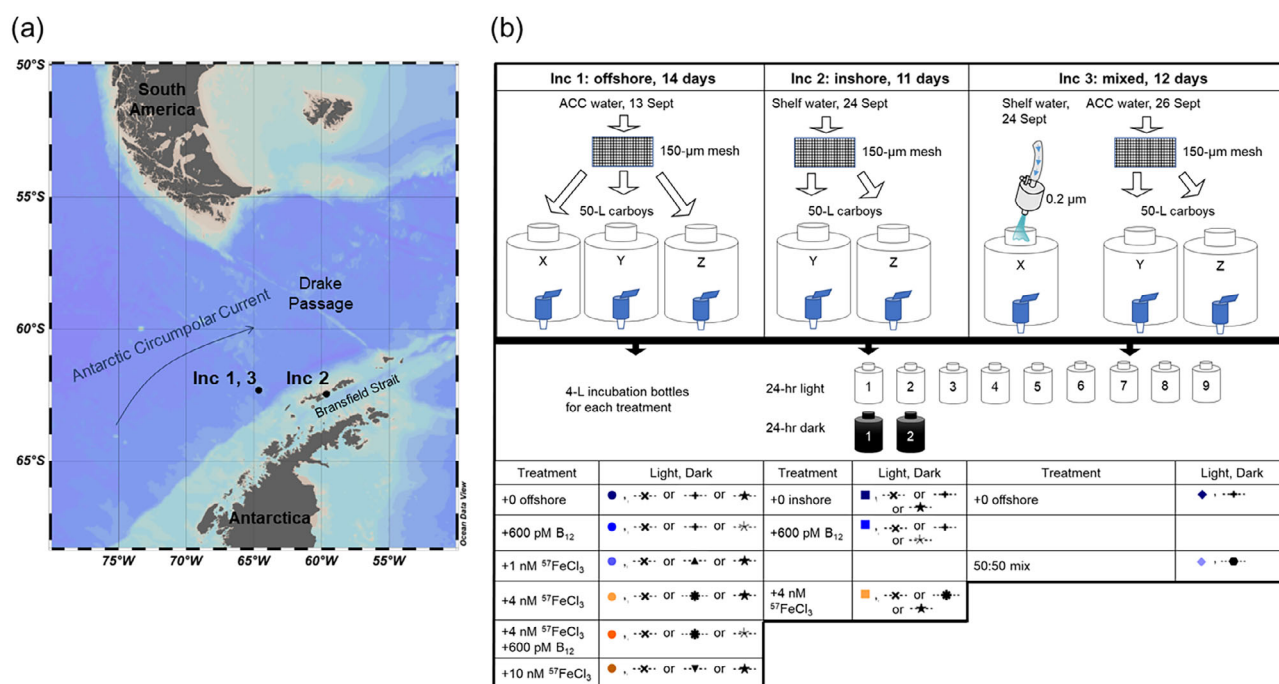 (a)
50°S
55°S
60°S
65°S
75°W
70°W
65°W
60°W
55°W
South
America
Drake
Passage
Antarctic Circumpolar Current
Inc 1, 3
Inc 2
Bransfield Strait
Antarctica
Ocean Data View
(b)
Inc 1: offshore, 14 days
ACC water, 13 Sept
150-µm mesh
50-L carboys
X Y Z
Inc 2: inshore, 11 days
Shelf water, 24 Sept
150-µm mesh
50-L carboys
Y Z
Inc 3: mixed, 12 days
Shelf water,
24 Sept
ACC water, 26 Sept
150-µm mesh
0.2 µm
50-L carboys
X Y Z
4-L incubation bottles
for each treatment
24-hr light
1 2 3 4 5 6 7 8 9
24-hr dark
1 2
Treatment Light, Dark
+0 offshore , or or
+600 pM B₁₂ , or or
+1 nM ⁵⁷FeCl₃ , or or
+4 nM ⁵⁷FeCl₃ , or or
+4 nM ⁵⁷FeCl₃
+600 pM B₁₂ , or or
+10 nM ⁵⁷FeCl₃ , or or
Treatment Light, Dark
+0 inshore , or
or
+600 pM B₁₂ , or
or
+4 nM
⁵⁷FeCl₃ , or
or
Treatment Light, Dark
+0 offshore ,
50:50 mix ,